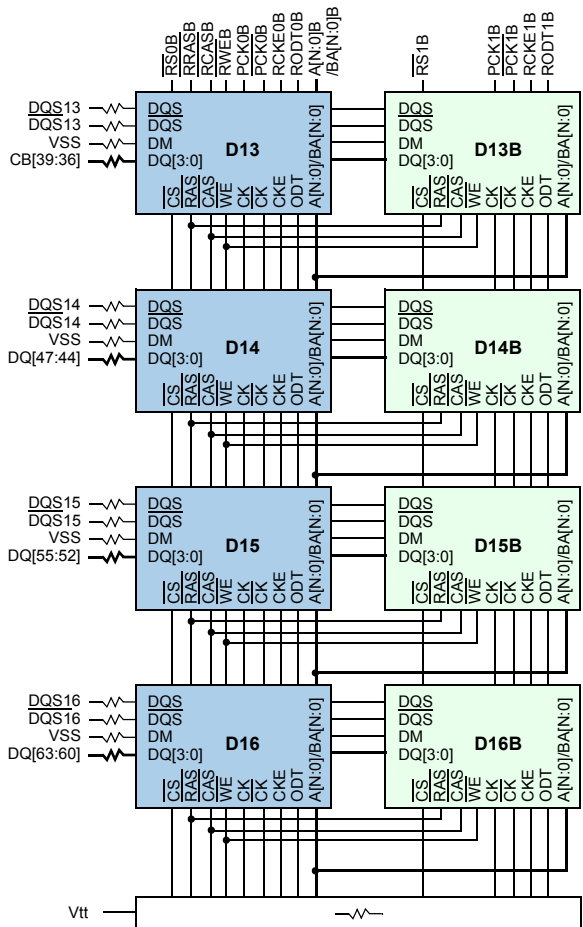 RS0B RRASB RCASB RWEB PCK0B PCK0B RCKE0B RODT0B A[N:0]B /BA[N:0]B RS1B PCK1B PCK1B RCKE1B RODT1B
DQS13 DQS DQS
DQS13 DQS DQS
VSS DM D13 DM D13B
CB[39:36] DQ[3:0] DQ[3:0]
CS RAS CAS WE CK CK CKE ODT A[N:0]/BA[N:0] CS RAS CAS WE CK CK CKE ODT A[N:0]/BA[N:0]
DQS14 DQS DQS
DQS14 DQS DQS
VSS DM D14 DM D14B
DQ[47:44] DQ[3:0] DQ[3:0]
CS RAS CAS WE CK CK CKE ODT A[N:0]/BA[N:0] CS RAS CAS WE CK CK CKE ODT A[N:0]/BA[N:0]
DQS15 DQS DQS
DQS15 DQS DQS
VSS DM D15 DM D15B
DQ[55:52] DQ[3:0] DQ[3:0]
CS RAS CAS WE CK CK CKE ODT A[N:0]/BA[N:0] CS RAS CAS WE CK CK CKE ODT A[N:0]/BA[N:0]
DQS16 DQS DQS
DQS16 DQS DQS
VSS DM D16 DM D16B
DQ[63:60] DQ[3:0] DQ[3:0]
CS RAS CAS WE CK CK CKE ODT A[N:0]/BA[N:0] CS RAS CAS WE CK CK CKE ODT A[N:0]/BA[N:0]
Vtt